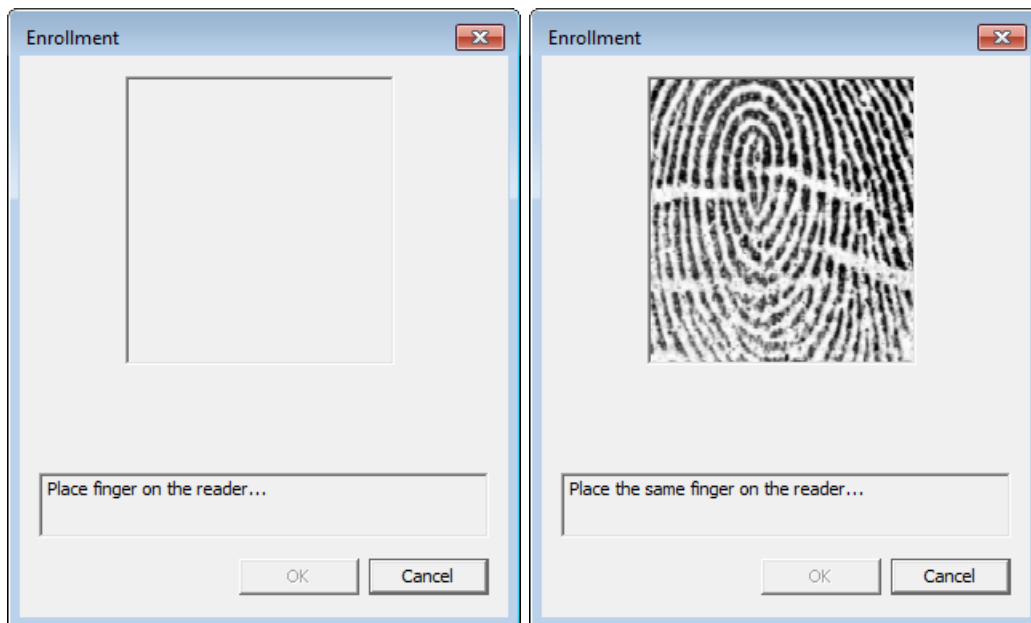 Enrollment
Place finger on the reader...
OK
Cancel
Enrollment
Place the same finger on the reader...
OK
Cancel